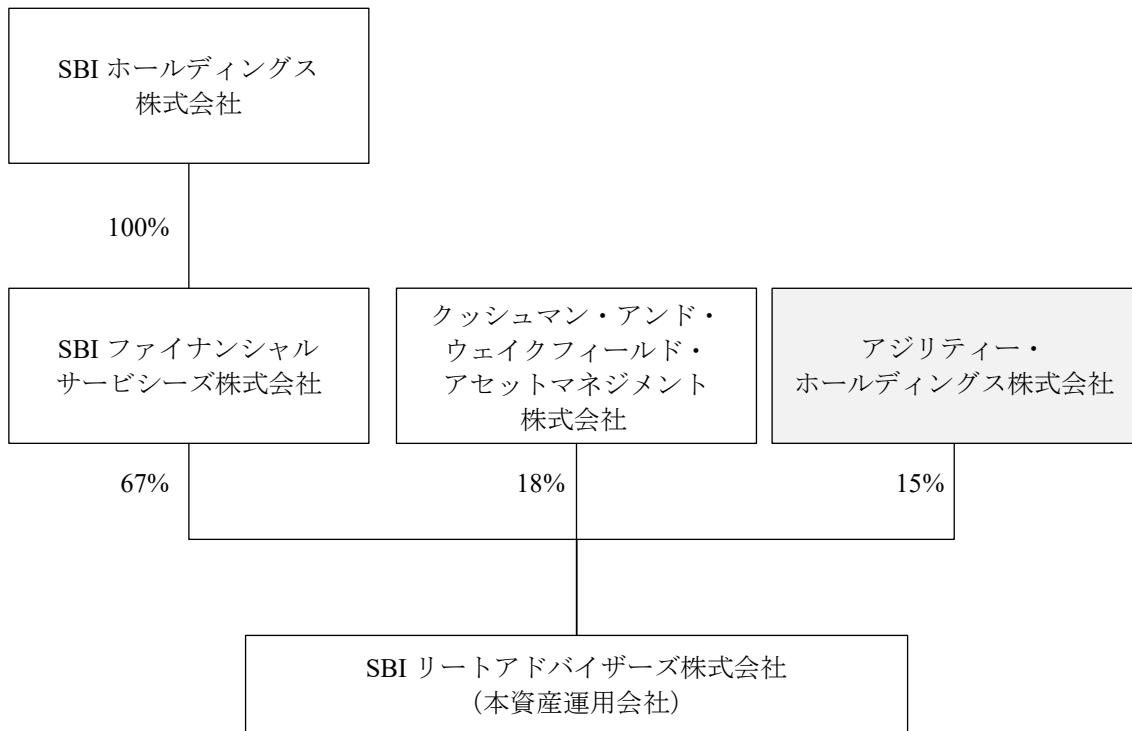 SBI ホールディングス
株式会社
100%
SBI ファイナンシャル
サービシーズ株式会社
クッシュマン・アンド・
ウェイクフィールド・
アセットマネジメント
株式会社
アジリティー・
ホールディングス株式会社
67%
18%
15%
SBI リートアドバイザーズ株式会社
（本資産運用会社）